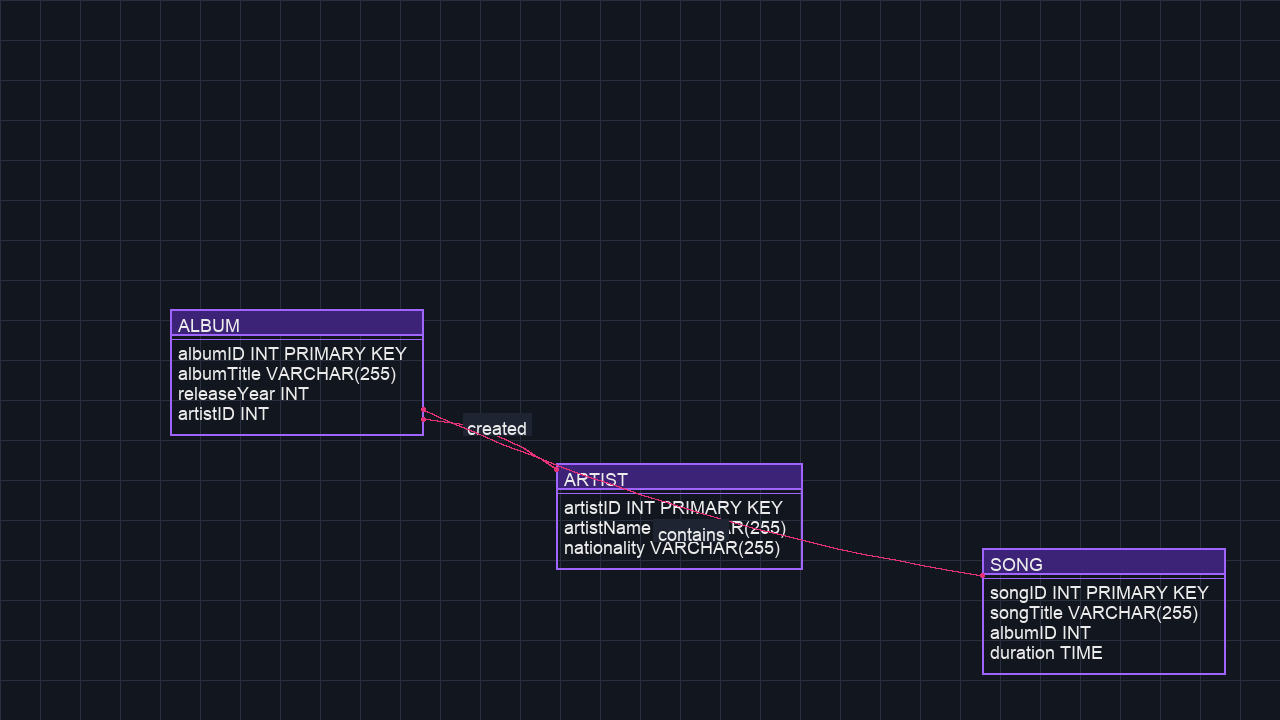 ALBUM
albumID INT PRIMARY KEY
albumTitle VARCHAR(255)
releaseYear INT
artistID INT
created
ARTIST
artistID INT PRIMARY KEY
artistName R(255)
contains
nationality VARCHAR(255)
SONG
songID INT PRIMARY KEY
songTitle VARCHAR(255)
albumID INT
duration TIME